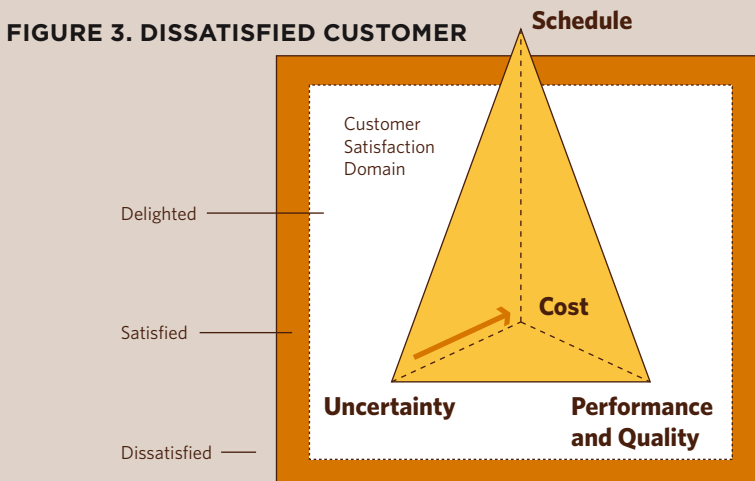 FIGURE 3. DISSATISFIED CUSTOMER
Schedule
Customer
Satisfaction
Domain
Delighted
Cost
Satisfied
Uncertainty
Performance
and Quality
Dissatisfied